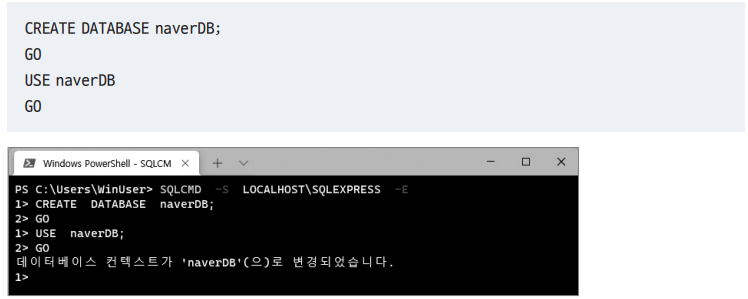 CREATE DATABASE naverDB;
GO
USE naverDB
GO
Windows PowerShell - SQLCM
PS C:\Users\WinUser> SQLCMD -S LOCALHOST\SQLEXPRESS -E
1> CREATE DATABASE naverDB;
2> GO
1> USE naverDB;
2> GO
데이터베이스 컨텍스트가 'naverDB'(으)로 변경되었습니다.
1>